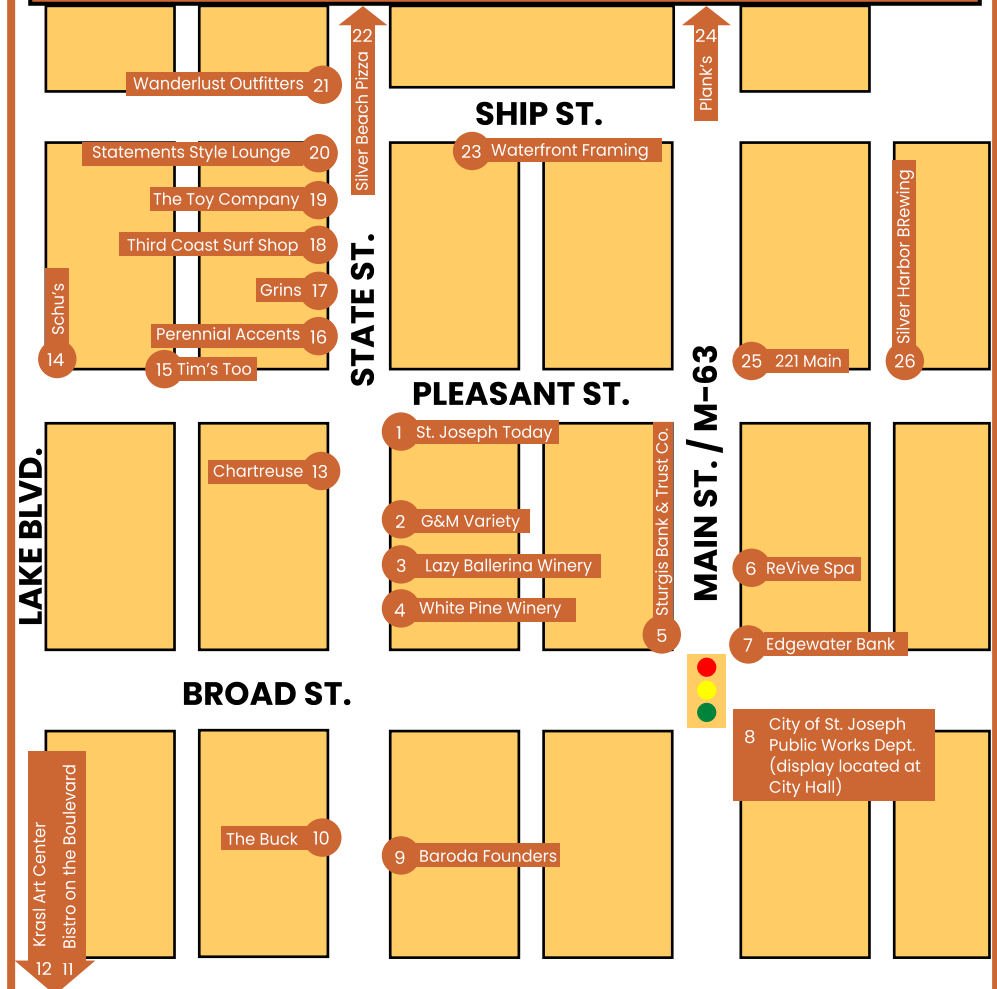 22
Silver Beach Pizza
24
Plank's
Wanderlust Outfitters 21
SHIP ST.
Statements Style Lounge 20
23 Waterfront Framing
The Toy Company 19
Third Coast Surf Shop 18
Grins 17
Perennial Accents 16
15 Tim's Too
Schu's
14
STATE ST.
25 221 Main
Silver Harbor BRewing
26
PLEASANT ST.
MAIN ST. / M-63
LAKE BLVD.
1 St. Joseph Today
Chartreuse 13
2 G&M Variety
3 Lazy Ballerina Winery
4 White Pine Winery
Sturgis Bank & Trust Co.
5
6 ReVive Spa
7 Edgewater Bank
BROAD ST.
8 City of St. Joseph
Public Works Dept.
(display located at
City Hall)
The Buck 10
9 Baroda Founders
Krasl Art Center
Bistro on the Boulevard
12 11